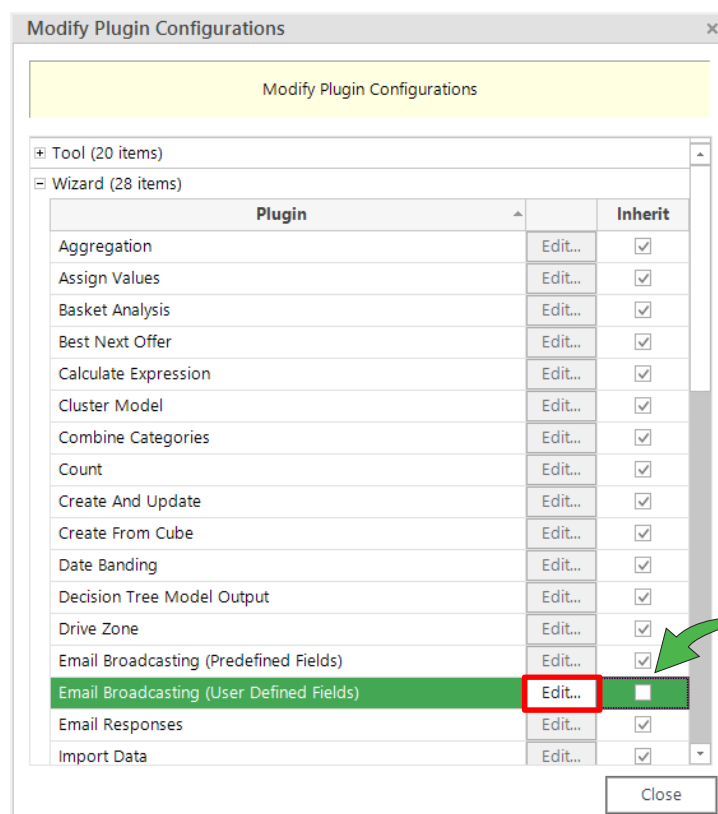 Modify Plugin Configurations
Modify Plugin Configurations
Tool (20 items)
Wizard (28 items)
Plugin Inherit
Aggregation Edit...
Assign Values Edit...
Basket Analysis Edit...
Best Next Offer Edit...
Calculate Expression Edit...
Cluster Model Edit...
Combine Categories Edit...
Count Edit...
Create And Update Edit...
Create From Cube Edit...
Date Banding Edit...
Decision Tree Model Output Edit...
Drive Zone Edit...
Email Broadcasting (Predefined Fields) Edit...
Email Broadcasting (User Defined Fields) Edit...
Email Responses Edit...
Import Data Edit...
Close